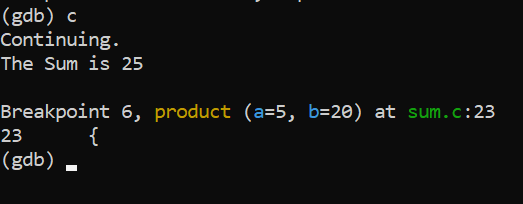 (gdb) c
Continuing.
The Sum is 25
Breakpoint 6, product (a=5, b=20) at sum.c:23
23      {
(gdb)